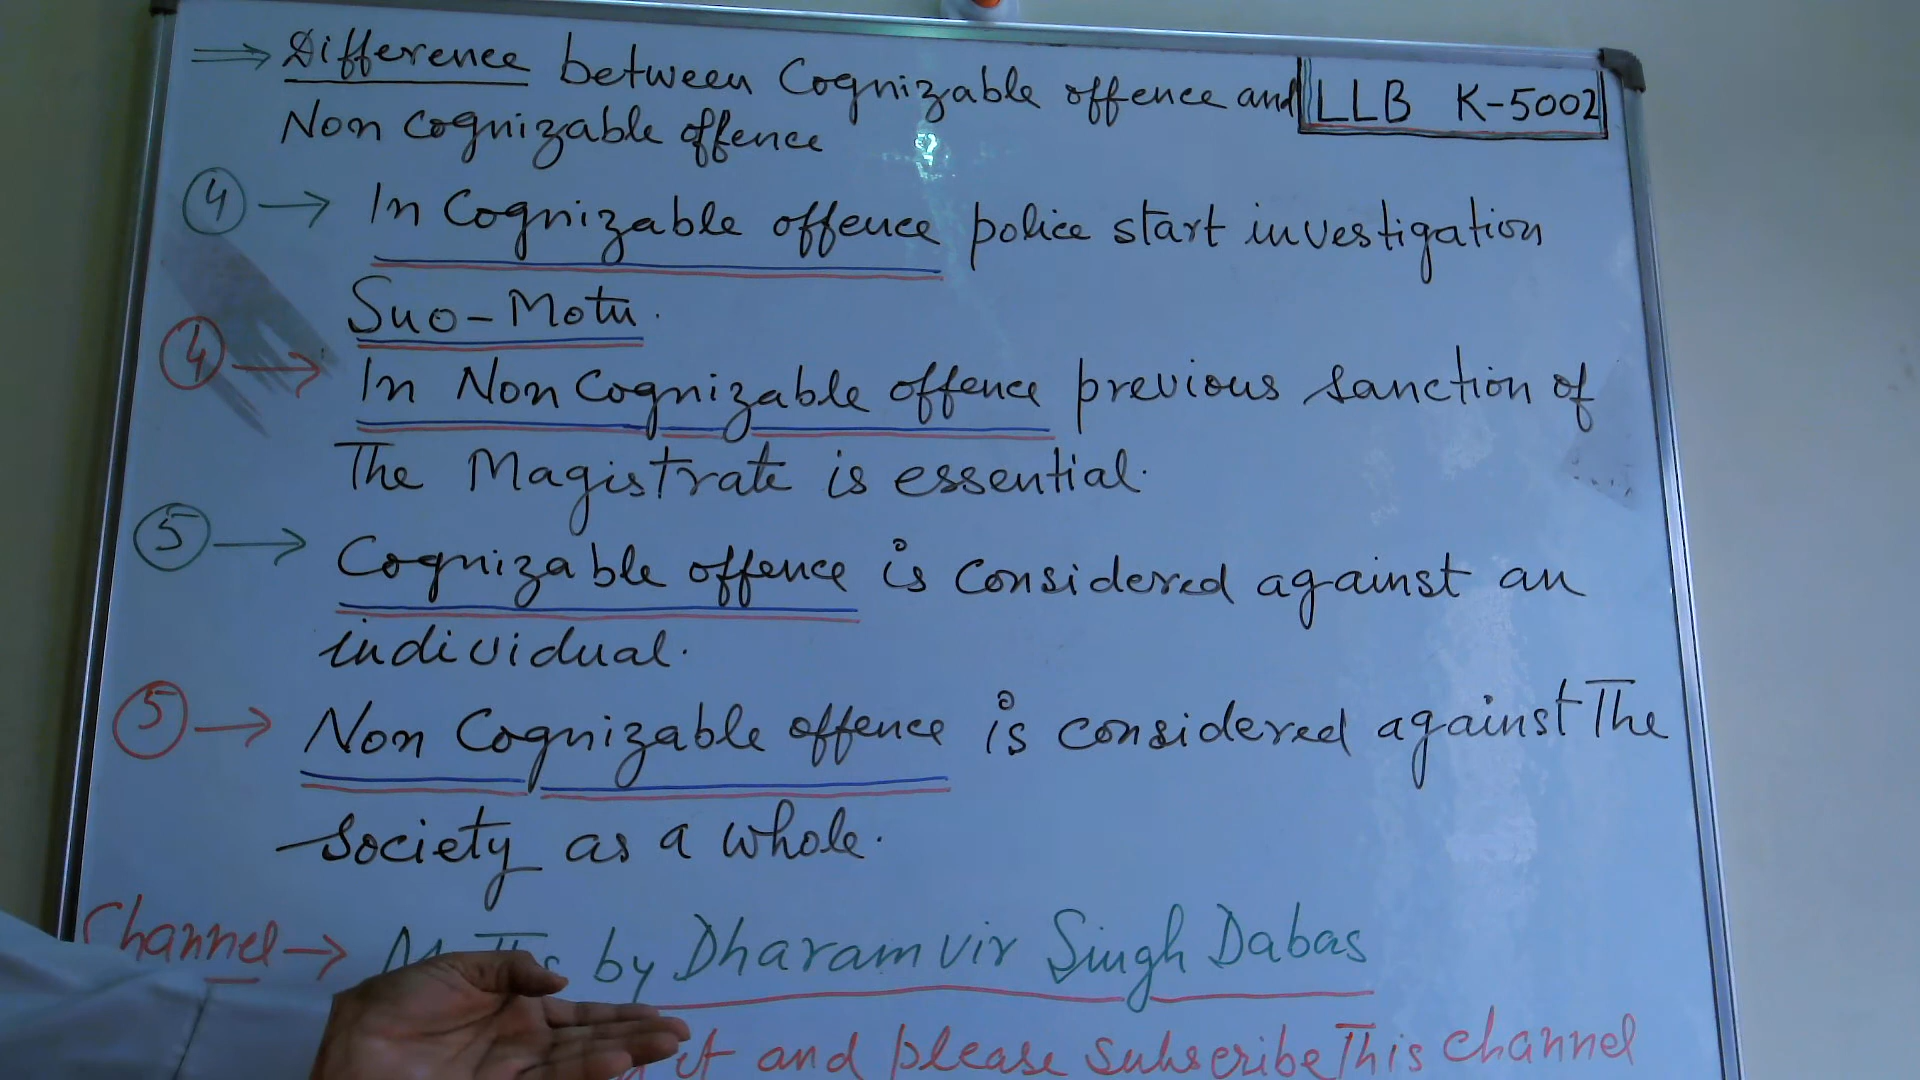 ⇒ Difference between Cognizable offence and LLB K-5002
Non Cognizable offence
4 → In Cognizable offence police start investigation
Suo-Motu.
4 → In Non Cognizable offence previous sanction of
The Magistrate is essential.
5 → Cognizable offence is considered against an
individual.
5 → Non Cognizable offence is considered against The
Society as a whole.
Channel → by Dharamvir Singh Dabas
it and please subscribe This channel